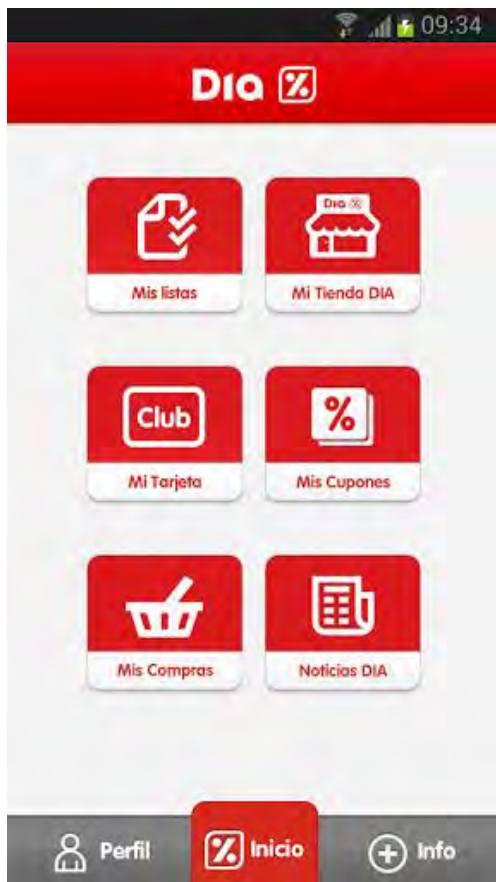 09:34
Dia %
Mis listas
Dia %
Mi Tienda DIA
Club
Mi Tarjeta
%
Mis Cupones
Mis Compras
Noticias DIA
Perfil
% Inicio
+ Info